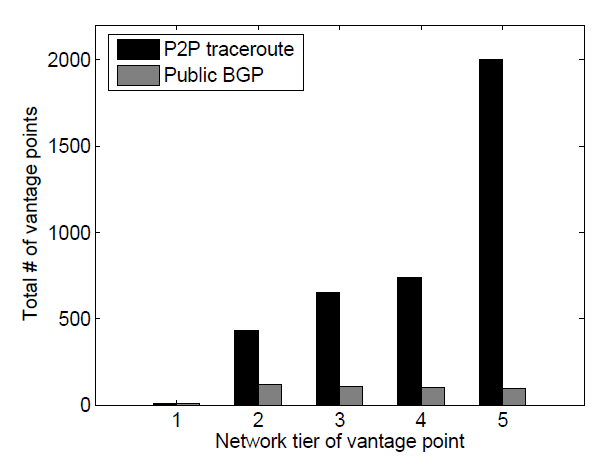 P2P traceroute
Public BGP
Total # of vantage points
2000
1500
1000
500
0
1 2 3 4 5
Network tier of vantage point